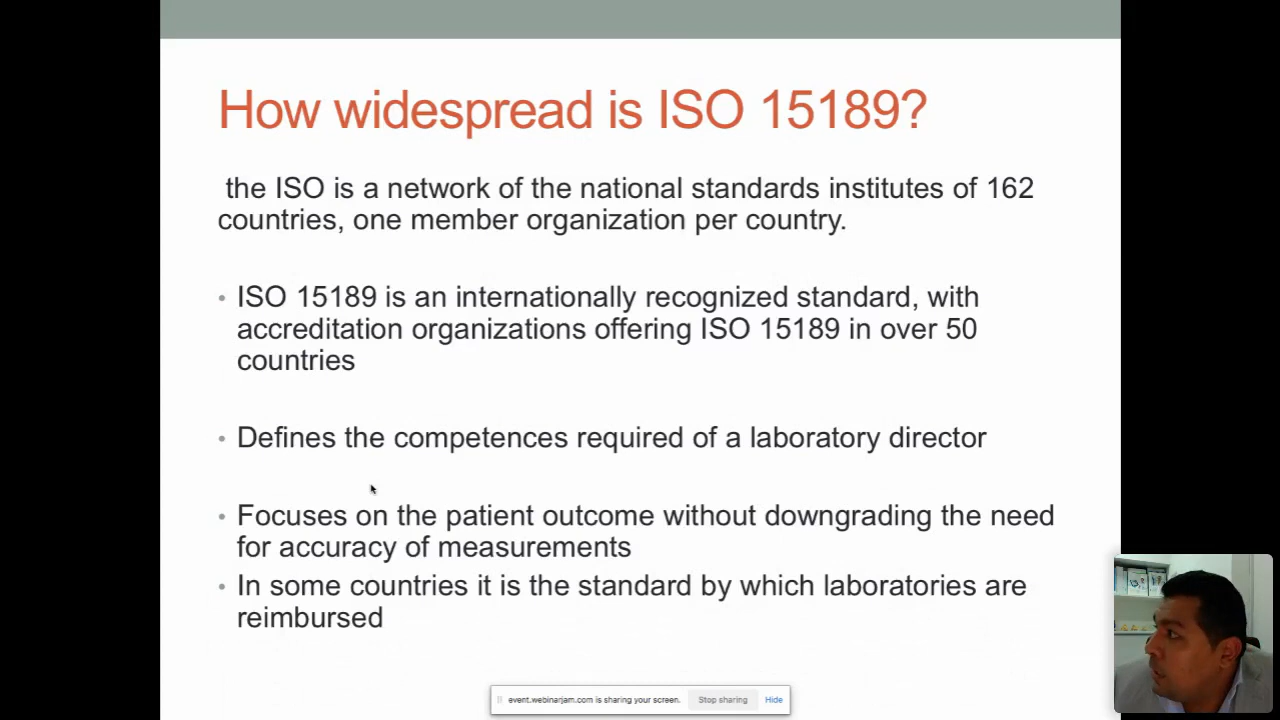 How widespread is ISO 15189?
the ISO is a network of the national standards institutes of 162
countries, one member organization per country.
• ISO 15189 is an internationally recognized standard, with
accreditation organizations offering ISO 15189 in over 50
countries
• Defines the competences required of a laboratory director
• Focuses on the patient outcome without downgrading the need
for accuracy of measurements
• In some countries it is the standard by which laboratories are
reimbursed
event.webinarjam.com is sharing your screen. Stop sharing Hide